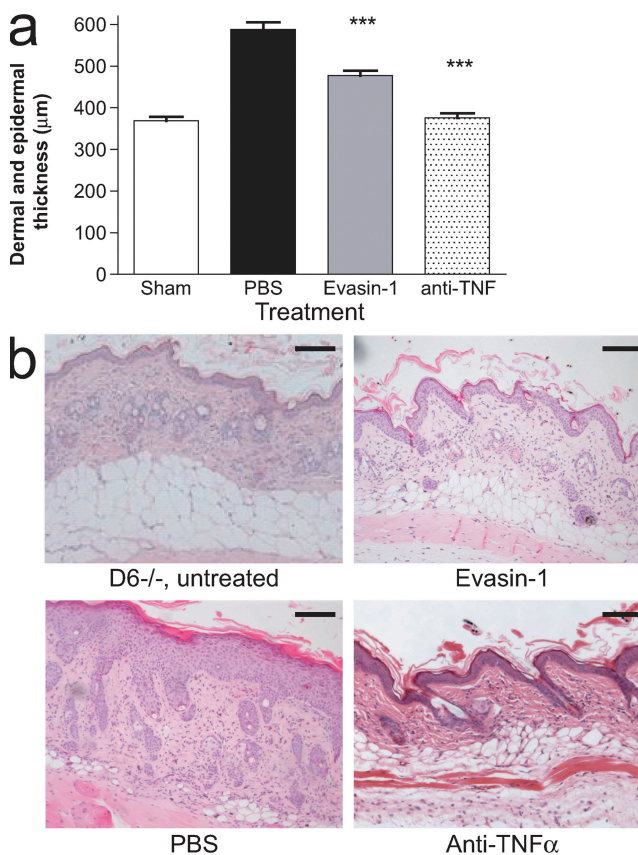 a
Dermal and epidermal
thickness (μm)
600
500
400
300
200
100
0
***
***
Sham
PBS
Evasin-1
anti-TNF
Treatment
b
D6-/-, untreated
Evasin-1
PBS
Anti-TNFα